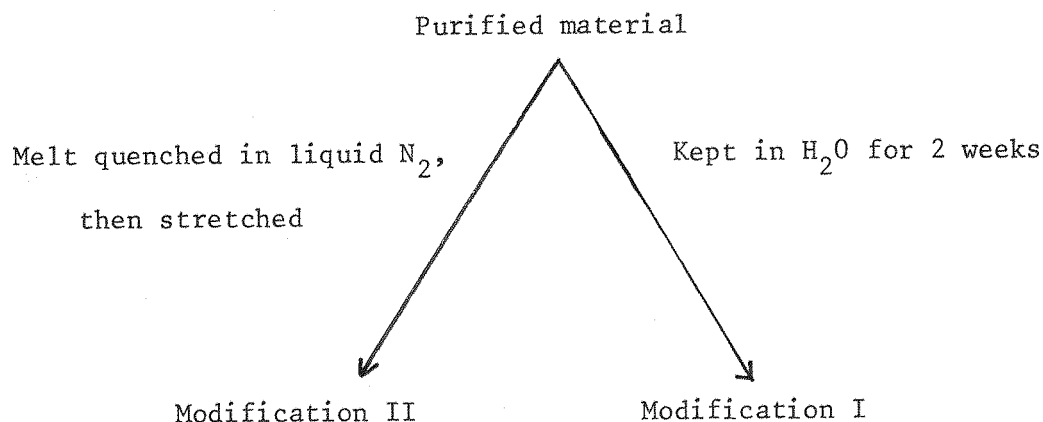 Purified material
Melt quenched in liquid N₂,
then stretched
Kept in H₂O for 2 weeks
Modification II
Modification I